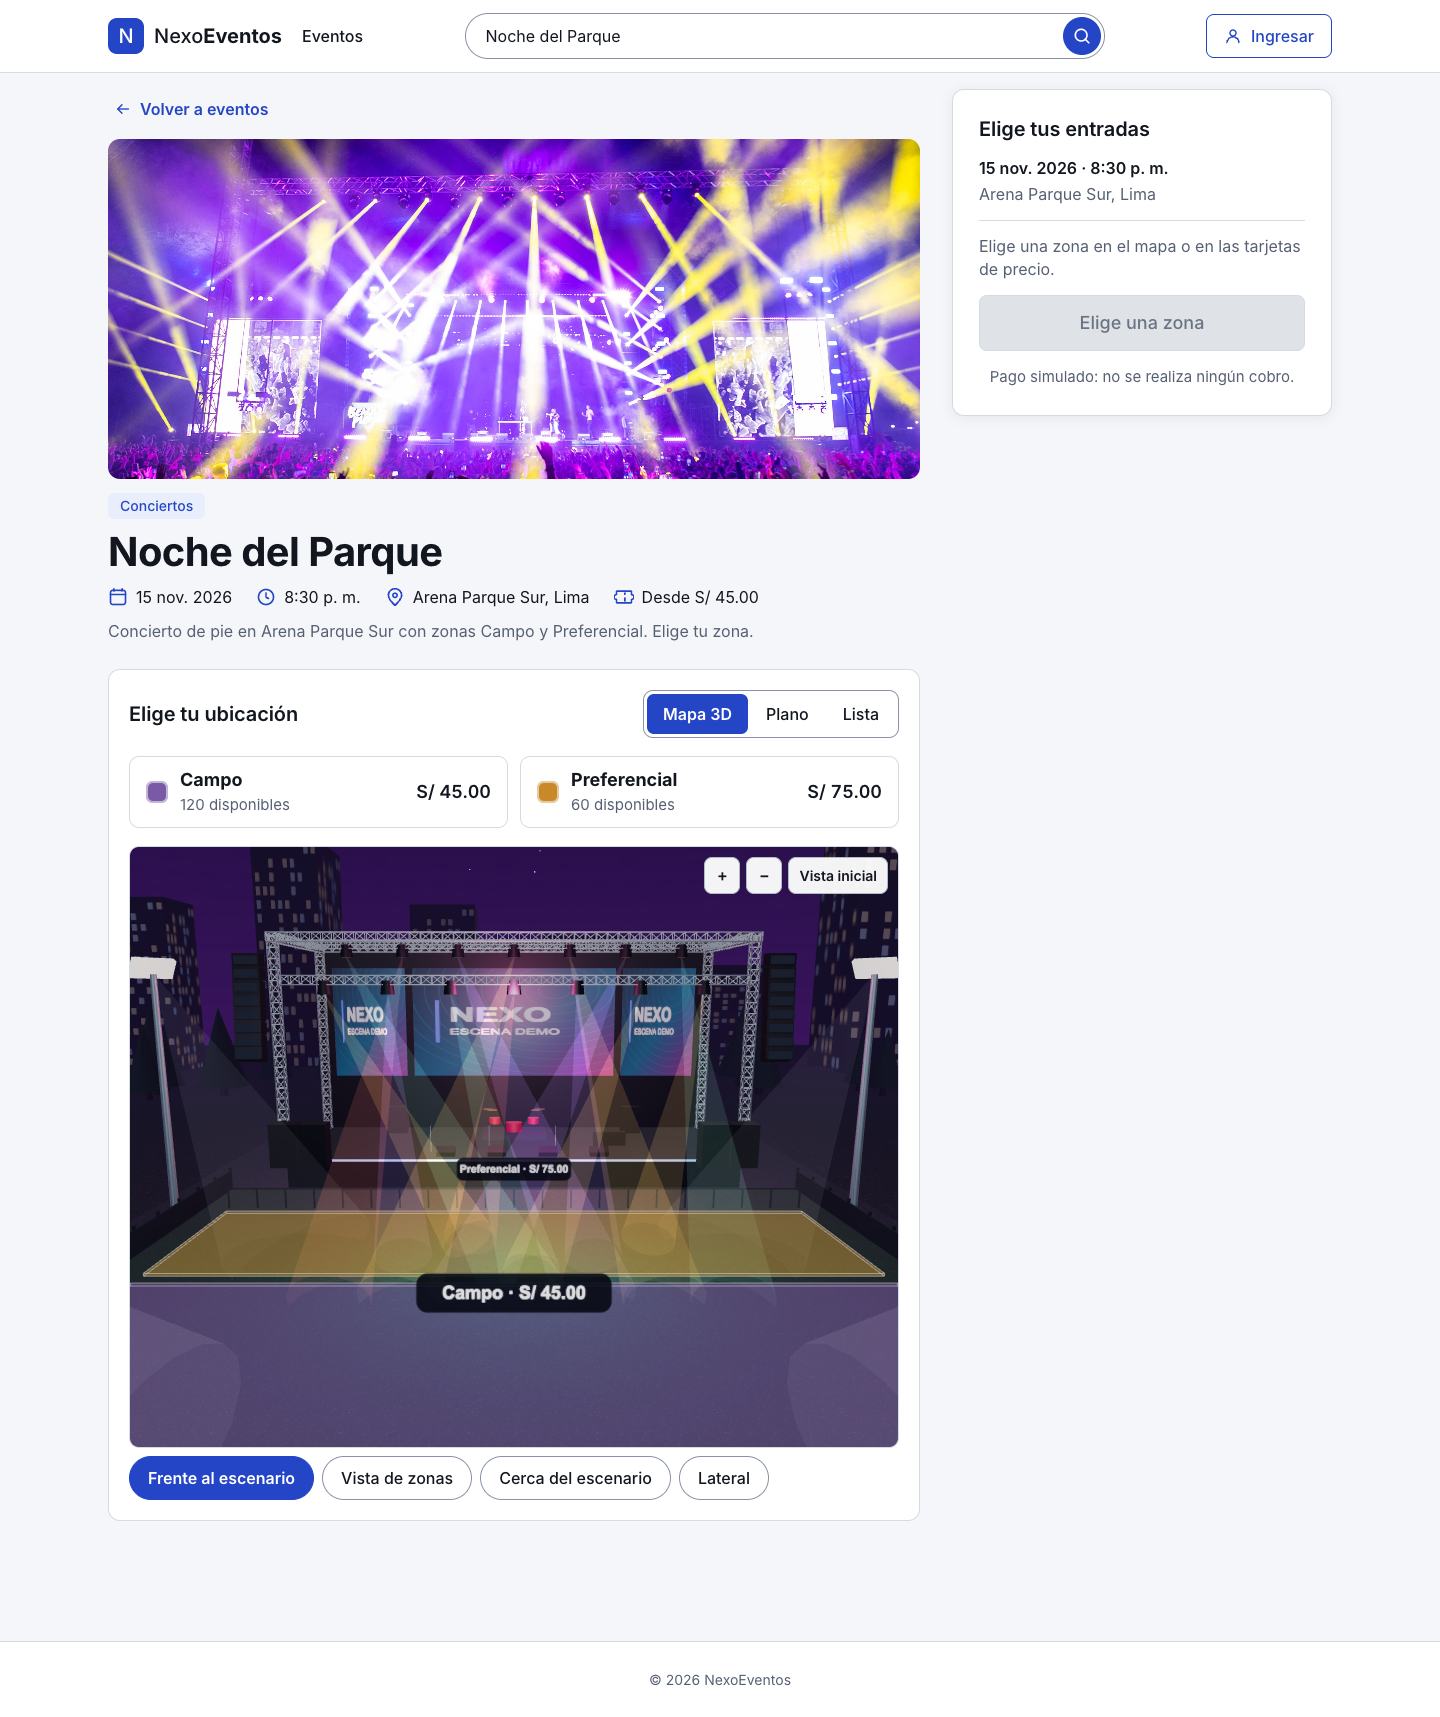 N NexoEventos Eventos Noche del Parque Ingresar
Volver a eventos
Conciertos
Noche del Parque
15 nov. 2026 8:30 p. m. Arena Parque Sur, Lima Desde S/ 45.00
Concierto de pie en Arena Parque Sur con zonas Campo y Preferencial. Elige tu zona.
Elige tu ubicación
Mapa 3D Plano Lista
Campo
120 disponibles
S/ 45.00
Preferencial
60 disponibles
S/ 75.00
+ − Vista inicial
NEXO
ESCENA DEMO
NEXO
ESCENA DEMO
NEXO
ESCENA DEMO
Preferencial · S/ 75.00
Campo · S/ 45.00
Frente al escenario Vista de zonas Cerca del escenario Lateral
Elige tus entradas
15 nov. 2026 · 8:30 p. m.
Arena Parque Sur, Lima
Elige una zona en el mapa o en las tarjetas
de precio.
Elige una zona
Pago simulado: no se realiza ningún cobro.
© 2026 NexoEventos